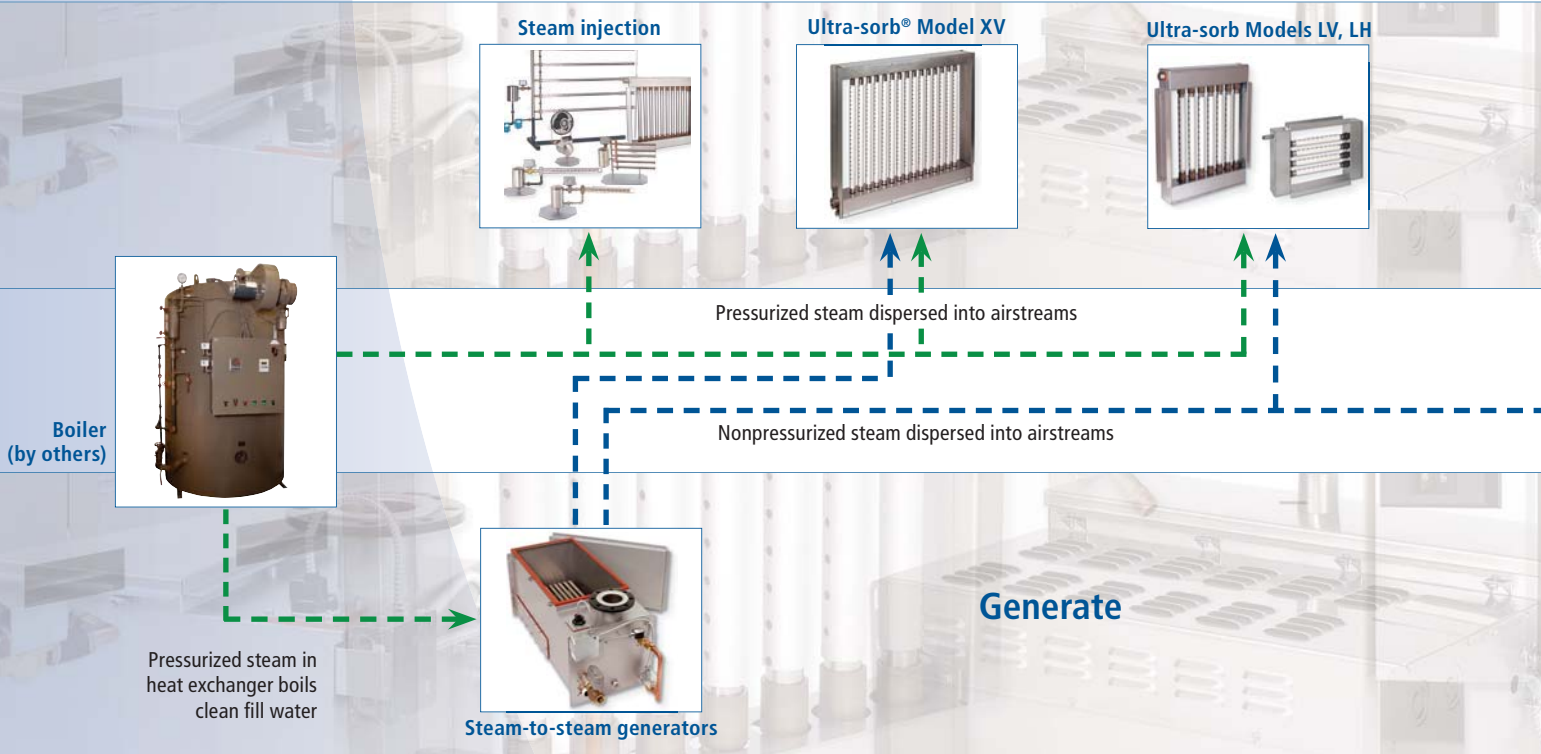 Steam injection
Ultra-sorb® Model XV
Ultra-sorb Models LV, LH
Pressurized steam dispersed into airstreams
Boiler
(by others)
Nonpressurized steam dispersed into airstreams
Generate
Pressurized steam in
heat exchanger boils
clean fill water
Steam-to-steam generators